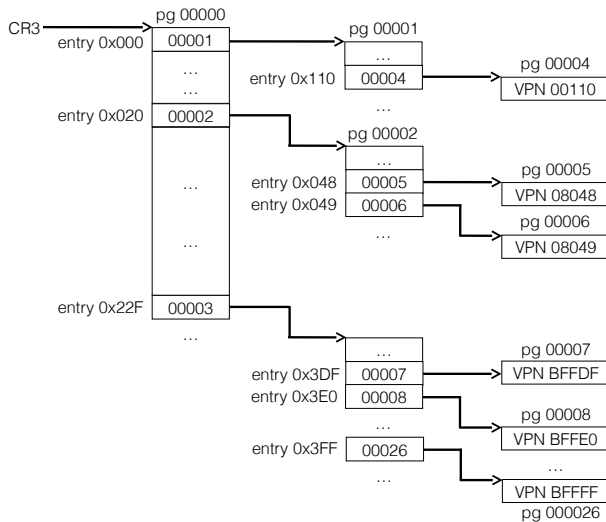 CR3
pg 00000
entry 0x000
00001
…
…
entry 0x020
00002
…
…
entry 0x22F
00003
…
pg 00001
…
entry 0x110
00004
…
pg 00004
VPN 00110
pg 00002
…
entry 0x048
00005
entry 0x049
00006
…
pg 00005
VPN 08048
pg 00006
VPN 08049
…
entry 0x3DF
00007
entry 0x3E0
00008
…
entry 0x3FF
00026
…
pg 00007
VPN BFFDF
pg 00008
VPN BFFE0
…
VPN BFFFF
pg 000026